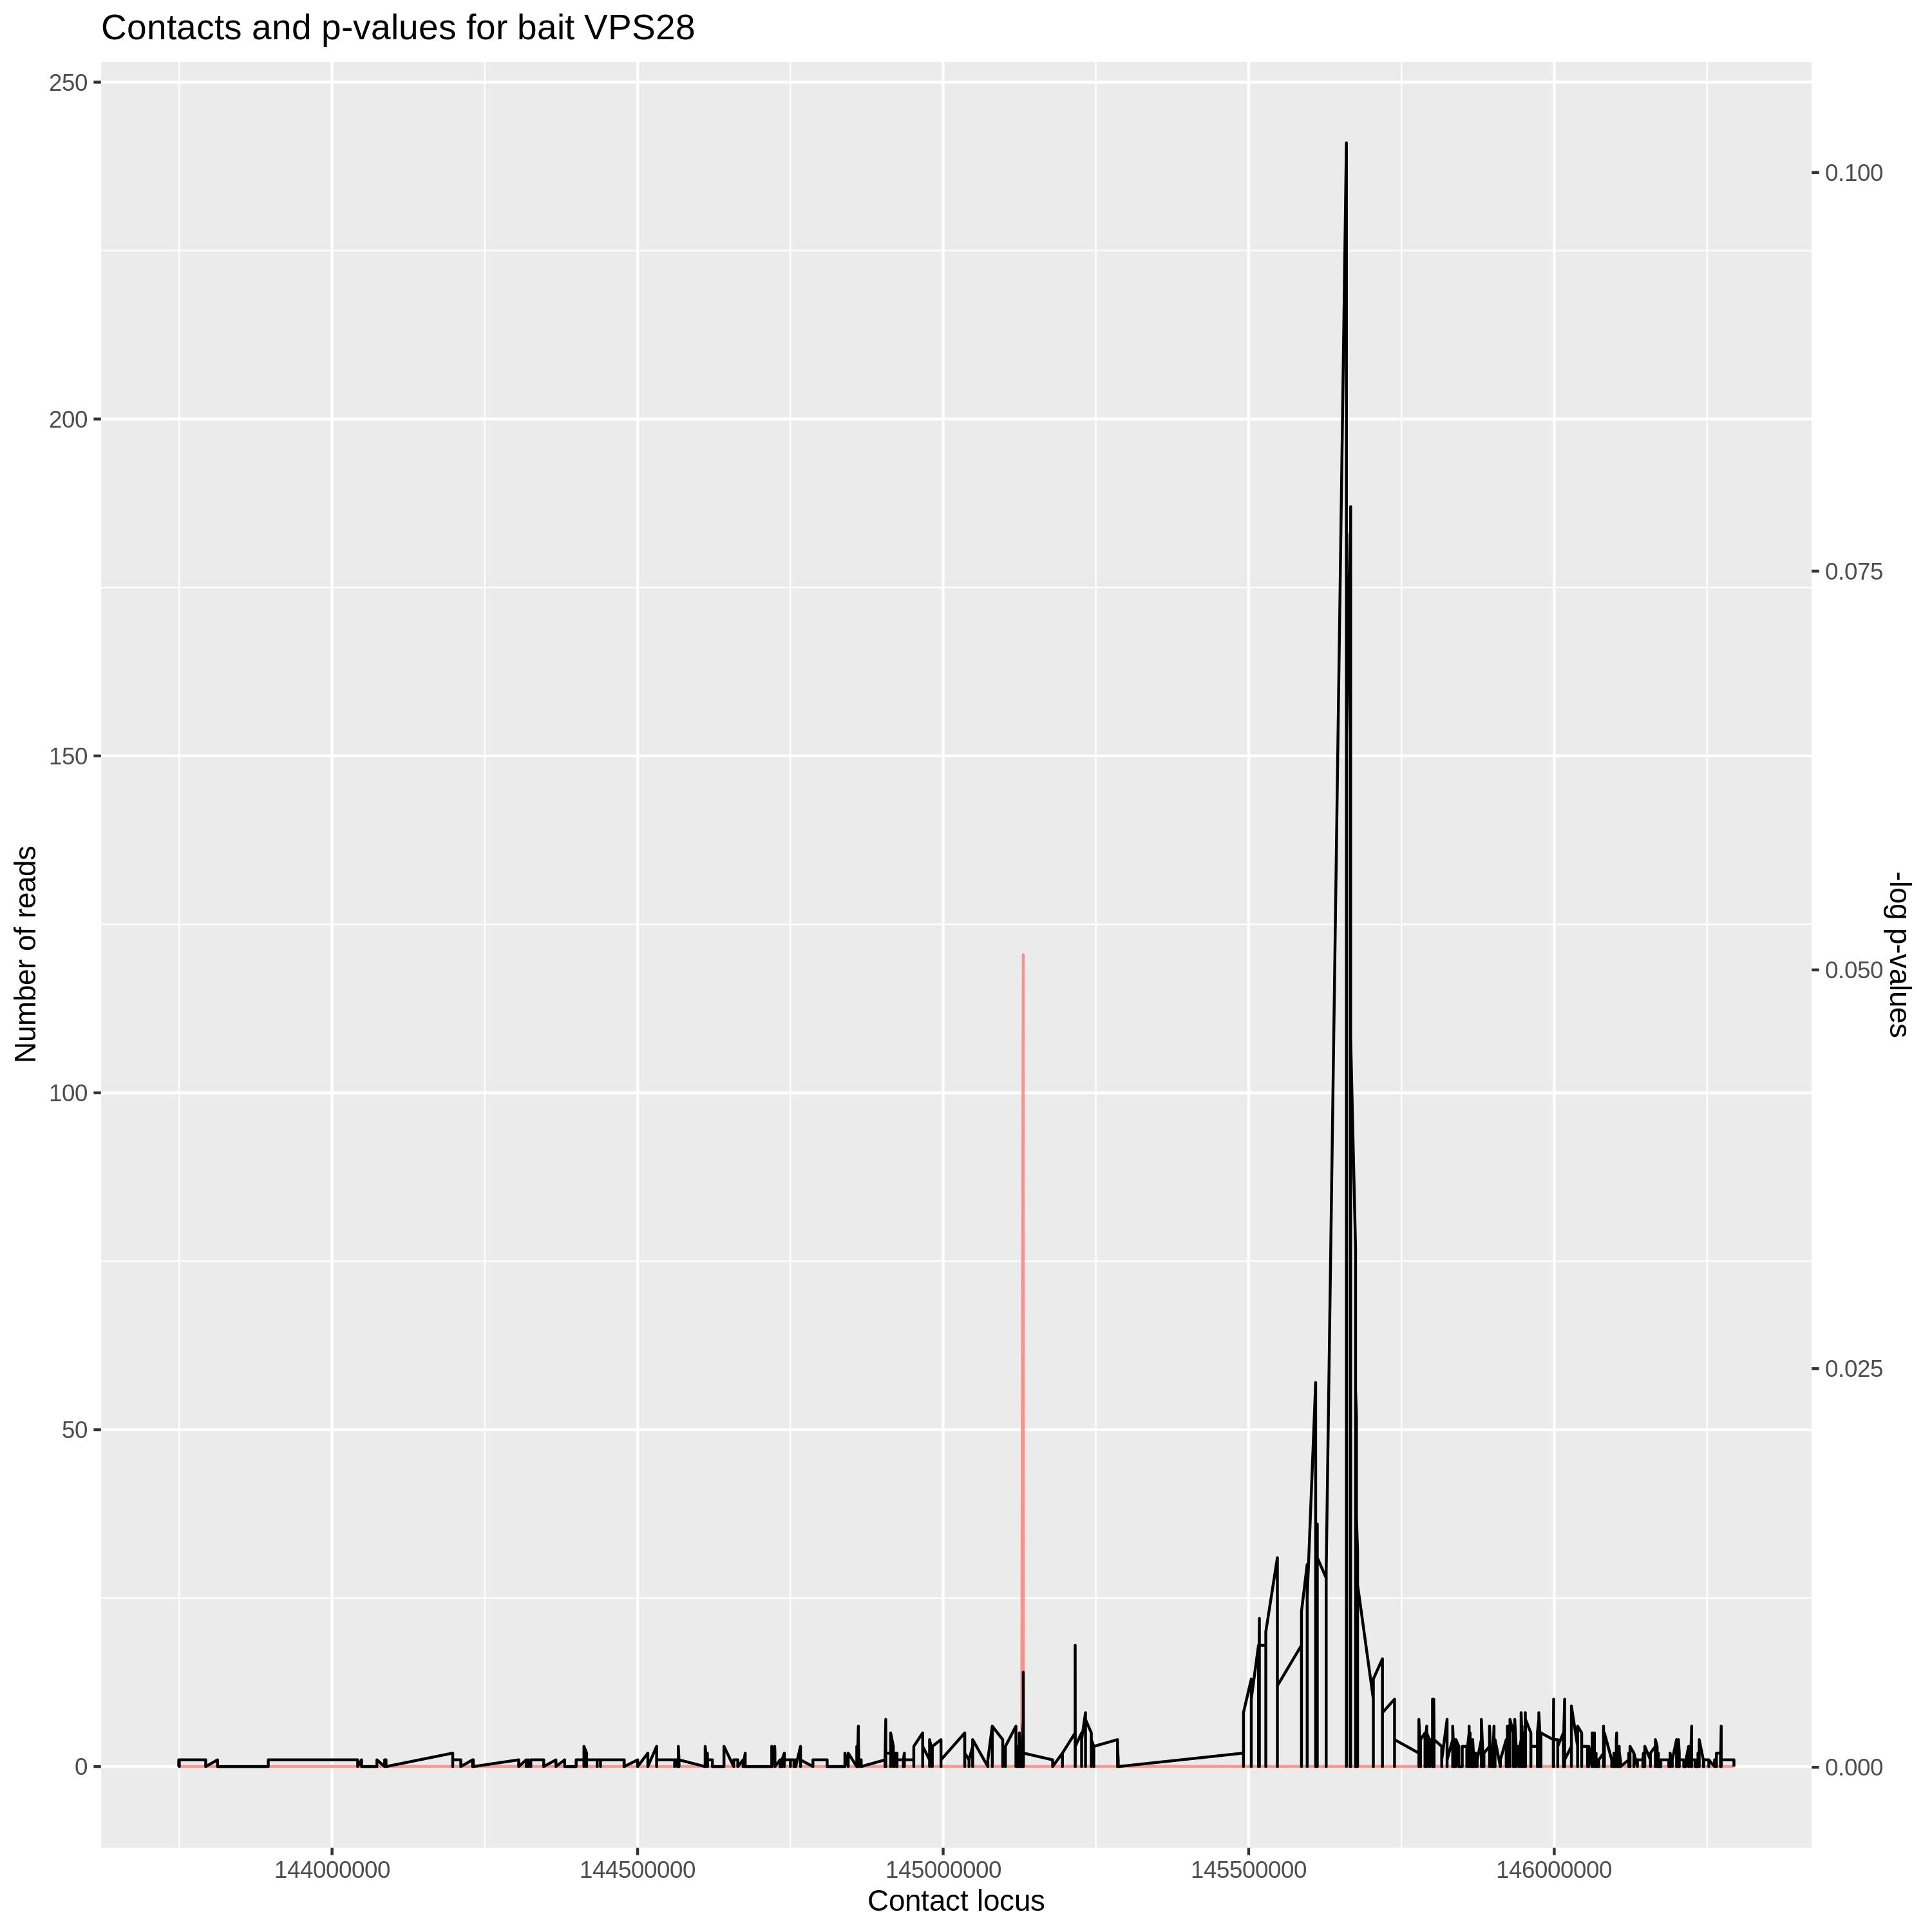 Contacts and p-values for bait VPS28
250
200
150
100
50
0
Number of reads
0.100
0.075
0.050
0.025
0.000
-log p-values
144000000 144500000 145000000 145500000 146000000
Contact locus